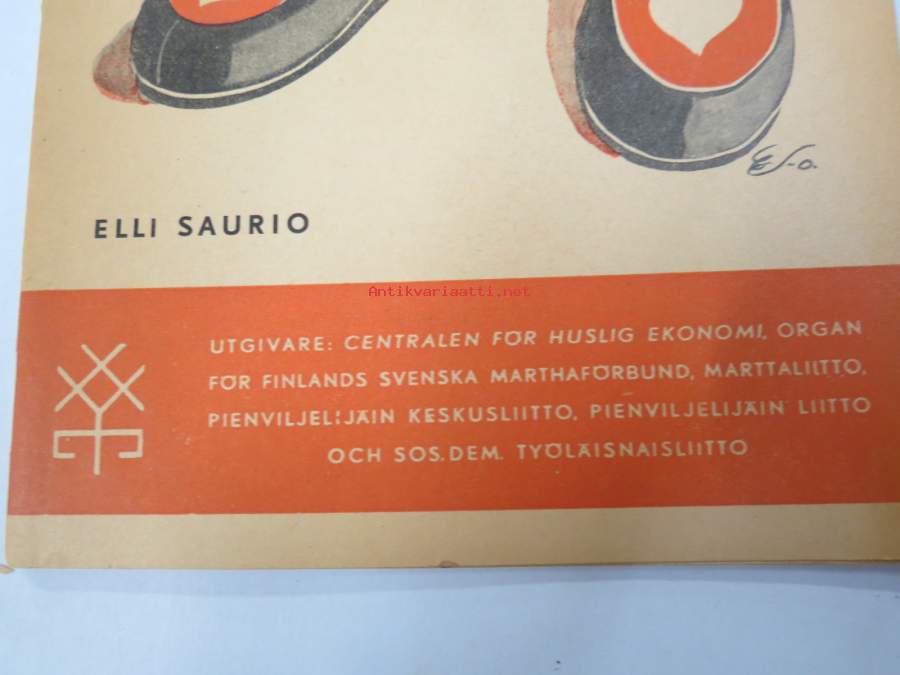 E S-o.
ELLI SAURIO
Antikvariaatti.net
UTGIVARE: CENTRALEN FÖR HUSLIG EKONOMI, ORGAN
FÖR FINLANDS SVENSKA MARTHAFÖRBUND, MARTTALIITTO,
PIENVILJELIJÄIN KESKUSLIITTO, PIENVILJELIJÄIN LIITTO
OCH SOS. DEM. TYÖLÄISNAISLIITTO